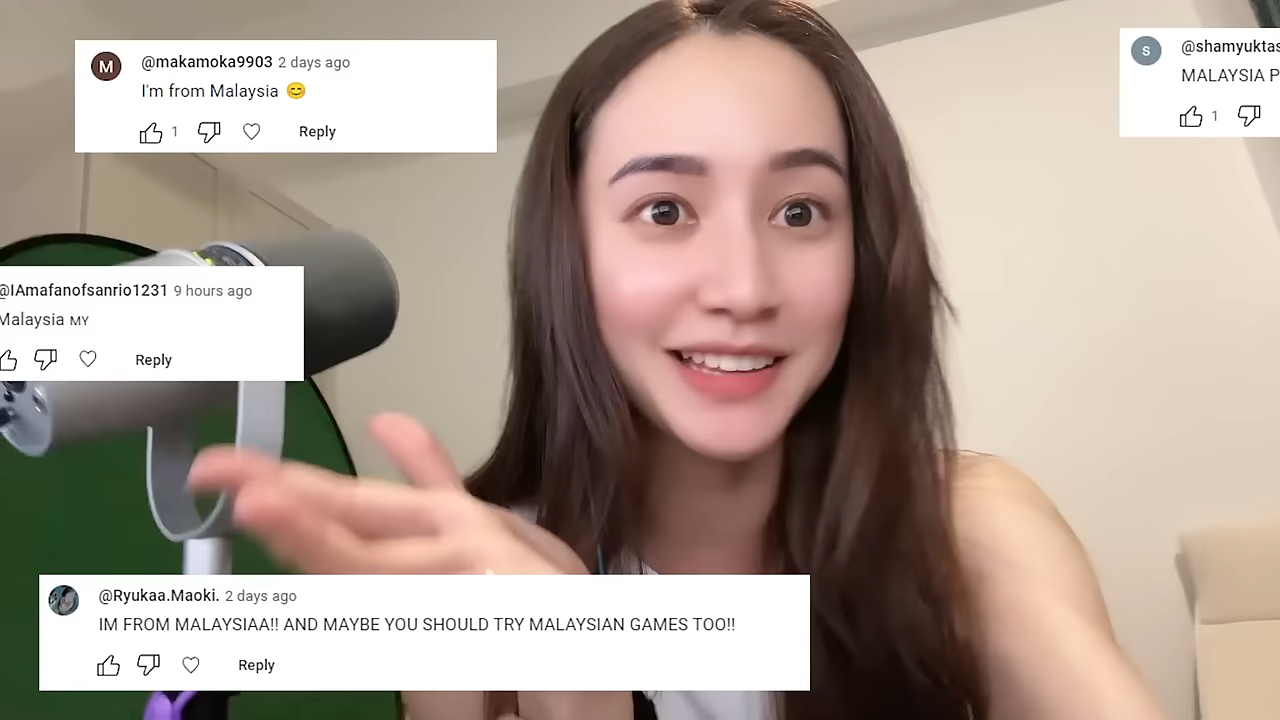 M
@makamoka9903 2 days ago
I'm from Malaysia 😊
1
Reply
S
@shamyuktas
MALAYSIA P
1
@IAmafanofsanrio1231 9 hours ago
Malaysia MY
Reply
@Ryukaa.Maoki. 2 days ago
IM FROM MALAYSIAA!! AND MAYBE YOU SHOULD TRY MALAYSIAN GAMES TOO!!
Reply